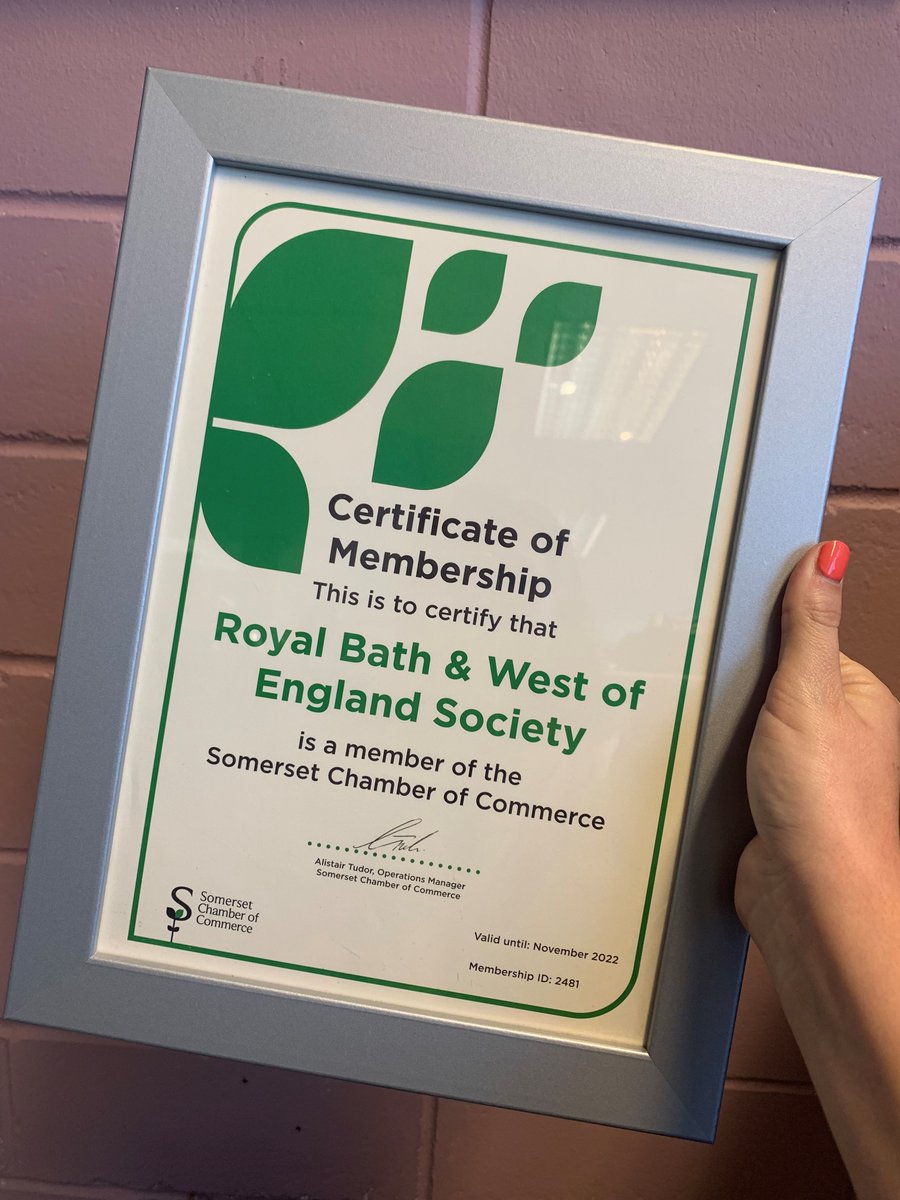 Certificate of
Membership
This is to certify that
Royal Bath & West of
England Society
is a member of the
Somerset Chamber of Commerce
Alistair Tudor, Operations Manager
Somerset Chamber of Commerce
Somerset
Chamber of
Commerce
Valid until: November 2022
Membership ID: 2481